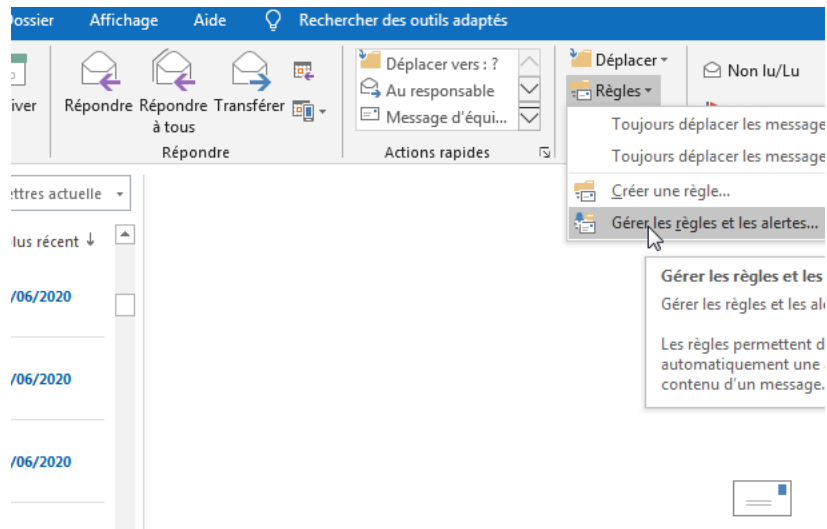 Dossier Affichage Aide Rechercher des outils adaptés
Déplacer vers : ?
Au responsable
Message d'équi...
Déplacer
Règles
Non lu/Lu
Répondre Répondre à tous Transférer
Répondre
Actions rapides
Toujours déplacer les message
Toujours déplacer les message
Créer une règle...
Gérer les règles et les alertes...
ettres actuelle
lus récent ↓
/06/2020
/06/2020
/06/2020
Gérer les règles et les
Gérer les règles et les ale
Les règles permettent d
automatiquement une
contenu d'un message.